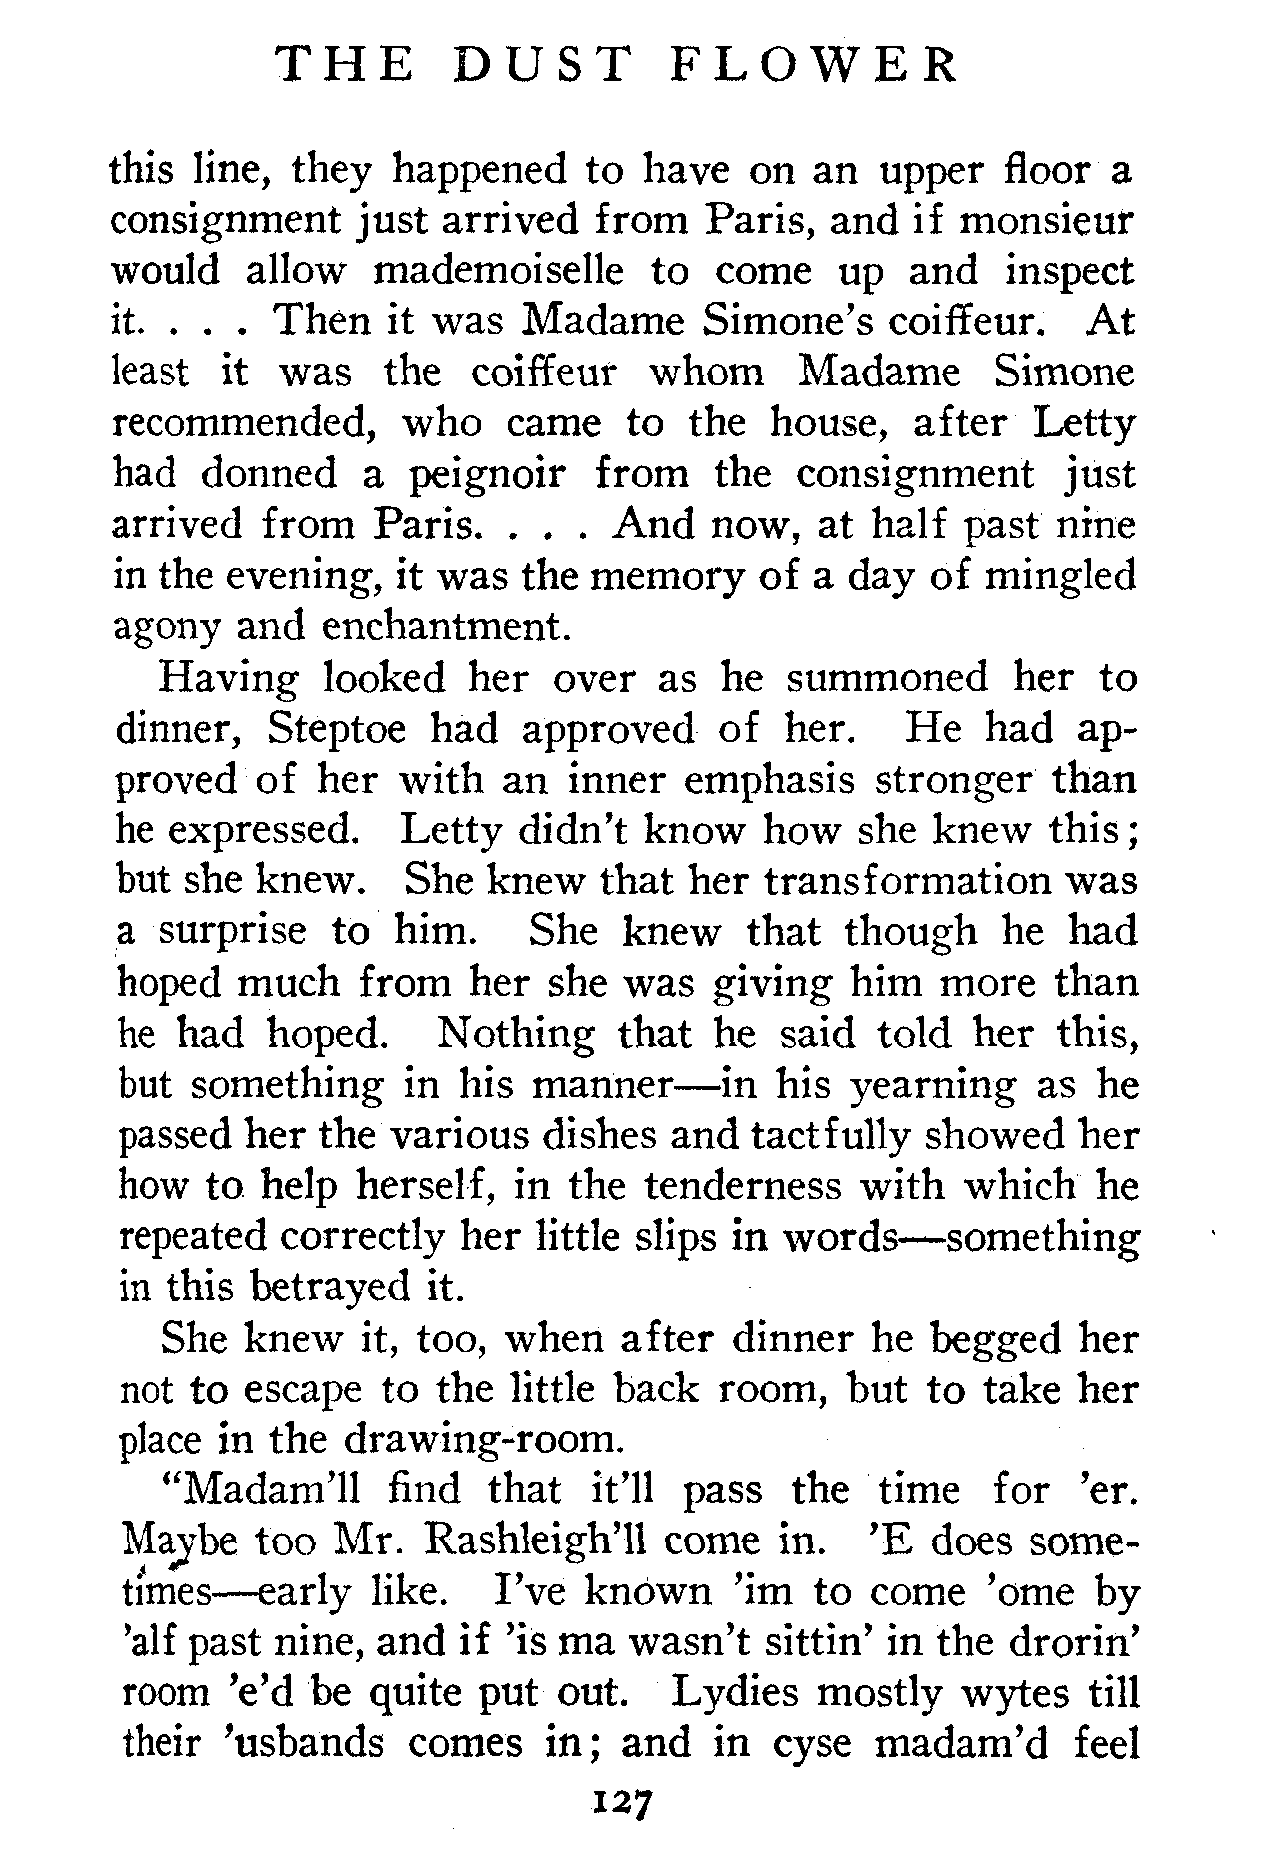 THE DUST FLOWER
this line, they happened to have on an upper floor a
consignment just arrived from Paris, and if monsieur
would allow mademoiselle to come up and inspect
it. . . . Then it was Madame Simone's coiffeur. At
least it was the coiffeur whom Madame Simone
recommended, who came to the house, after Letty
had donned a peignoir from the consignment just
arrived from Paris. . . . And now, at half past nine
in the evening, it was the memory of a day of mingled
agony and enchantment.
Having looked her over as he summoned her to
dinner, Steptoe had approved of her. He had ap-
proved of her with an inner emphasis stronger than
he expressed. Letty didn't know how she knew this;
but she knew. She knew that her transformation was
a surprise to him. She knew that though he had
hoped much from her she was giving him more than
he had hoped. Nothing that he said told her this,
but something in his manner—in his yearning as he
passed her the various dishes and tactfully showed her
how to help herself, in the tenderness with which he
repeated correctly her little slips in words—something
in this betrayed it.
She knew it, too, when after dinner he begged her
not to escape to the little back room, but to take her
place in the drawing-room.
"Madam'll find that it'll pass the time for 'er.
Maybe too Mr. Rashleigh'll come in. 'E does some-
times—early like. I've known 'im to come 'ome by
'alf past nine, and if 'is ma wasn't sittin' in the drorin'
room 'e'd be quite put out. Lydies mostly wytes till
their 'usbands comes in; and in cyse madam'd feel
127